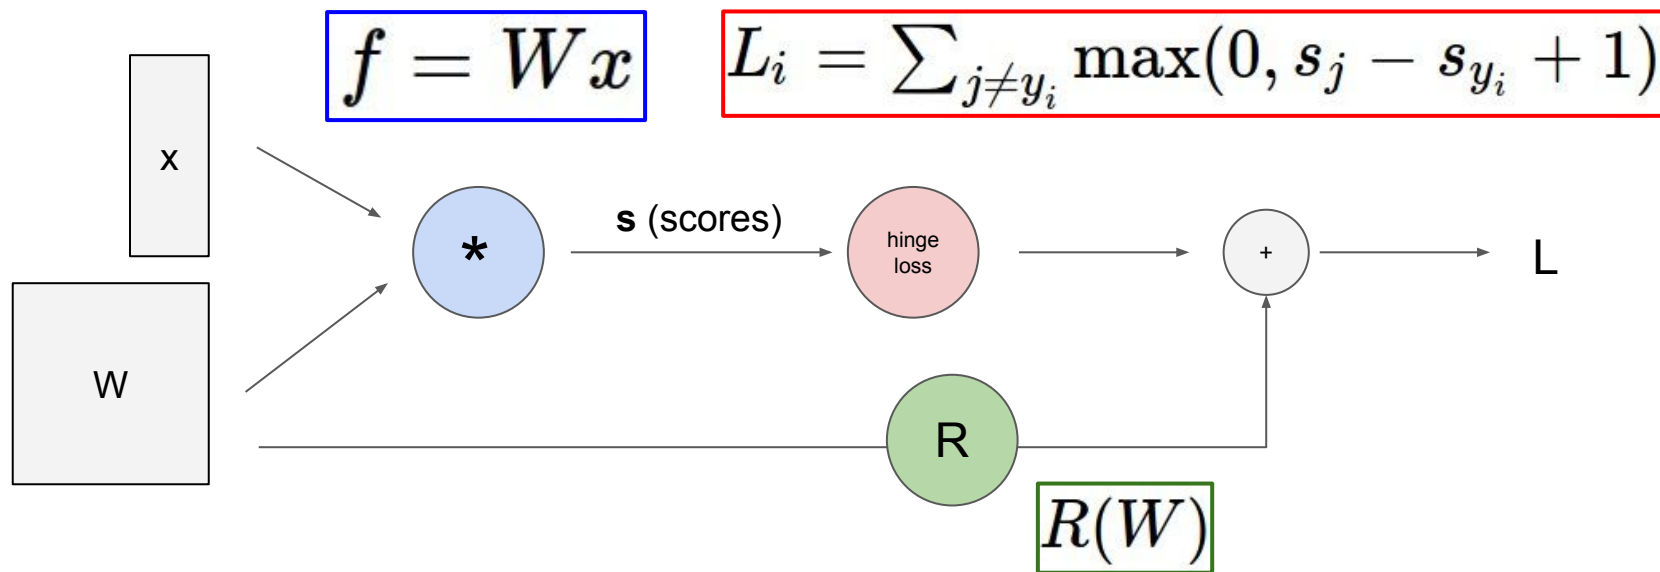 f = Wx
L_i = ∑_{j≠y_i} max(0, s_j − s_{y_i} + 1)
x
s (scores)
*
hinge
loss
+
L
W
R
R(W)